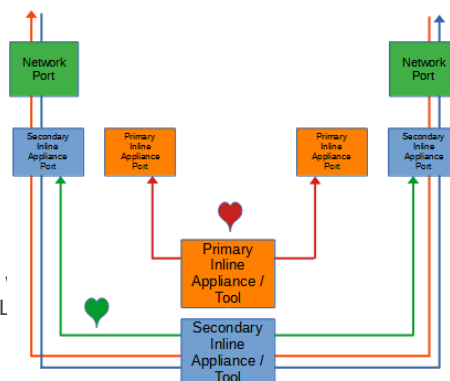 Network
Port
Network
Port
Secondary
Inline
Appliance
Port
Primary
Inline
Appliance
Port
Primary
Inline
Appliance
Port
Secondary
Inline
Appliance
Port
Primary
Inline
Appliance /
Tool
L
Secondary
Inline
Appliance /
Tool